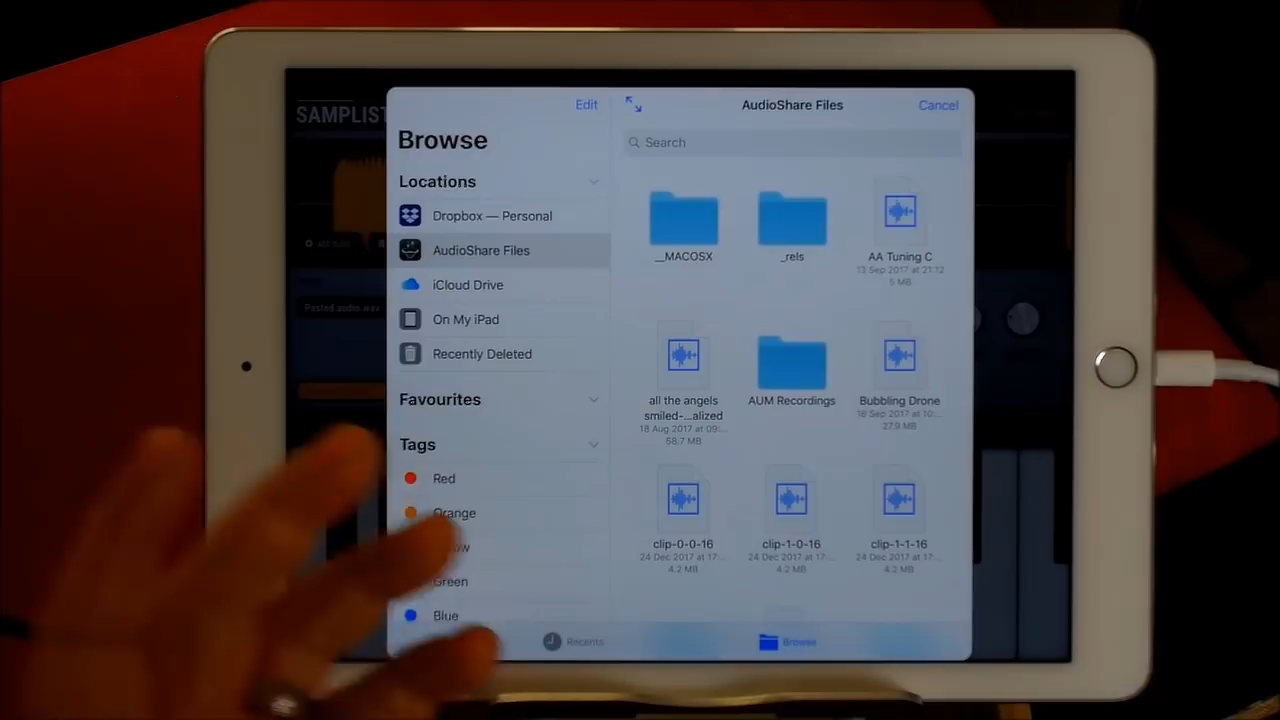 SAMPLIST
Edit
Browse
Locations
Dropbox — Personal
AudioShare Files
iCloud Drive
On My iPad
Recently Deleted
Favourites
Tags
Red
Orange
Green
Blue
AudioShare Files
Cancel
Search
__MACOSX
_rels
AA Tuning C
13 Sep 2017 at 21:12
5 MB
all the angels
smiled-...alized
18 Aug 2017 at 09:...
58.7 MB
AUM Recordings
Bubbling Drone
18 Sep 2017 at 10:...
27.9 MB
clip-0-0-16
24 Dec 2017 at 17:...
4.2 MB
clip-1-0-16
24 Dec 2017 at 17:...
4.2 MB
clip-1-1-16
24 Dec 2017 at 17:...
4.2 MB
Recents
Browse
Posted audio.wav